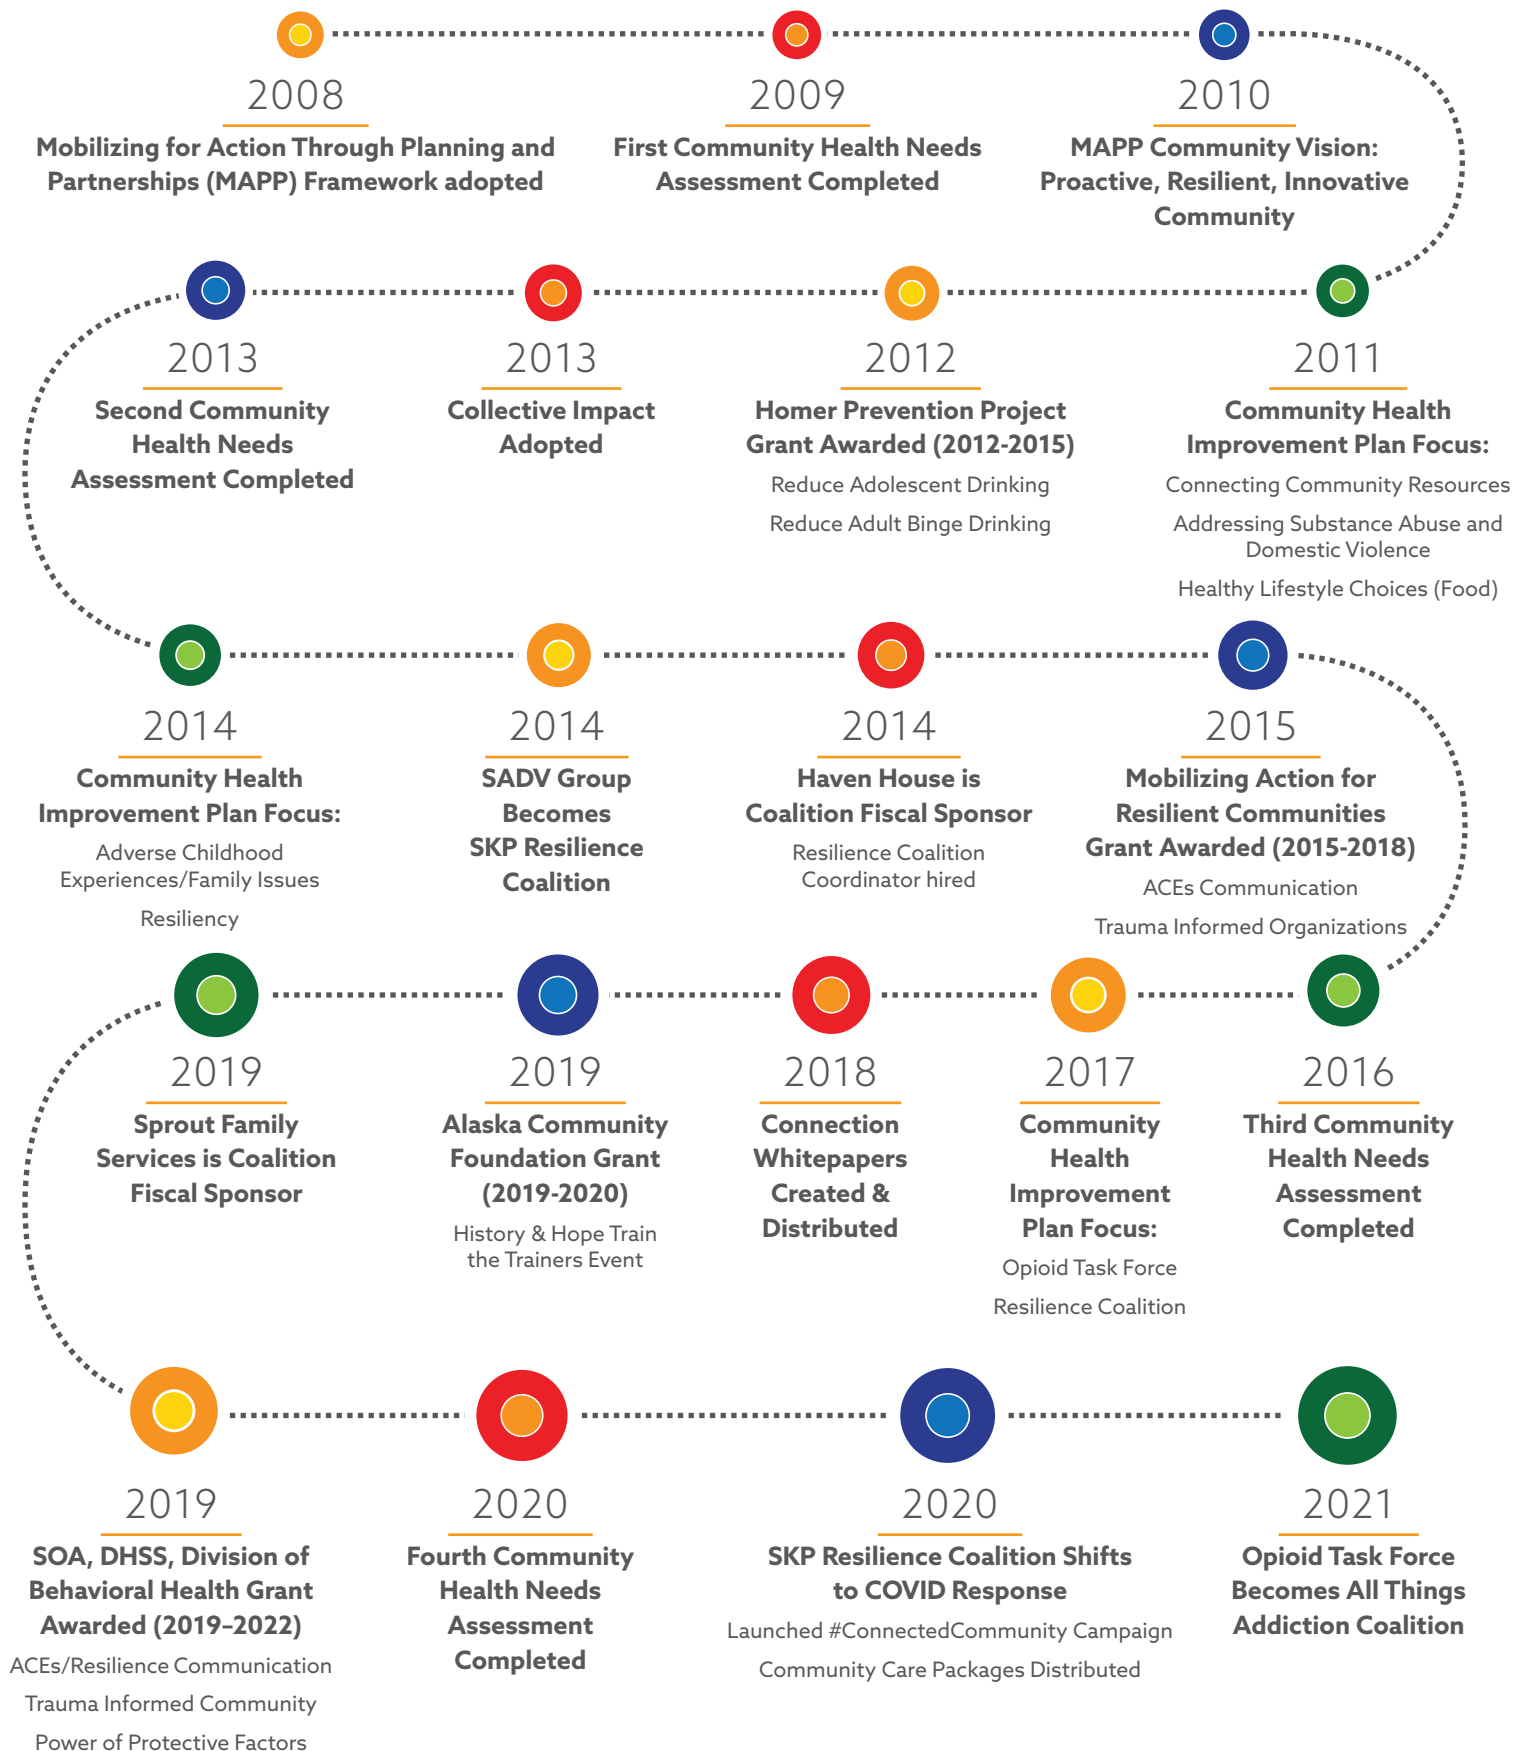 2008
Mobilizing for Action Through Planning and
Partnerships (MAPP) Framework adopted
2009
First Community Health Needs
Assessment Completed
2010
MAPP Community Vision:
Proactive, Resilient, Innovative
Community
2011
Community Health
Improvement Plan Focus:
Connecting Community Resources
Addressing Substance Abuse and
Domestic Violence
Healthy Lifestyle Choices (Food)
2012
Homer Prevention Project
Grant Awarded (2012-2015)
Reduce Adolescent Drinking
Reduce Adult Binge Drinking
2013
Collective Impact
Adopted
2013
Second Community
Health Needs
Assessment Completed
2014
Community Health
Improvement Plan Focus:
Adverse Childhood
Experiences/Family Issues
Resiliency
2014
SADV Group
Becomes
SKP Resilience
Coalition
2014
Haven House is
Coalition Fiscal Sponsor
Resilience Coalition
Coordinator hired
2015
Mobilizing Action for
Resilient Communities
Grant Awarded (2015-2018)
ACEs Communication
Trauma Informed Organizations
2016
Third Community
Health Needs
Assessment
Completed
2017
Community
Health
Improvement
Plan Focus:
Opioid Task Force
Resilience Coalition
2018
Connection
Whitepapers
Created &
Distributed
2019
Alaska Community
Foundation Grant
(2019-2020)
History & Hope Train
the Trainers Event
2019
Sprout Family
Services is Coalition
Fiscal Sponsor
2019
SOA, DHSS, Division of
Behavioral Health Grant
Awarded (2019–2022)
ACEs/Resilience Communication
Trauma Informed Community
Power of Protective Factors
2020
Fourth Community
Health Needs
Assessment
Completed
2020
SKP Resilience Coalition Shifts
to COVID Response
Launched #ConnectedCommunity Campaign
Community Care Packages Distributed
2021
Opioid Task Force
Becomes All Things
Addiction Coalition